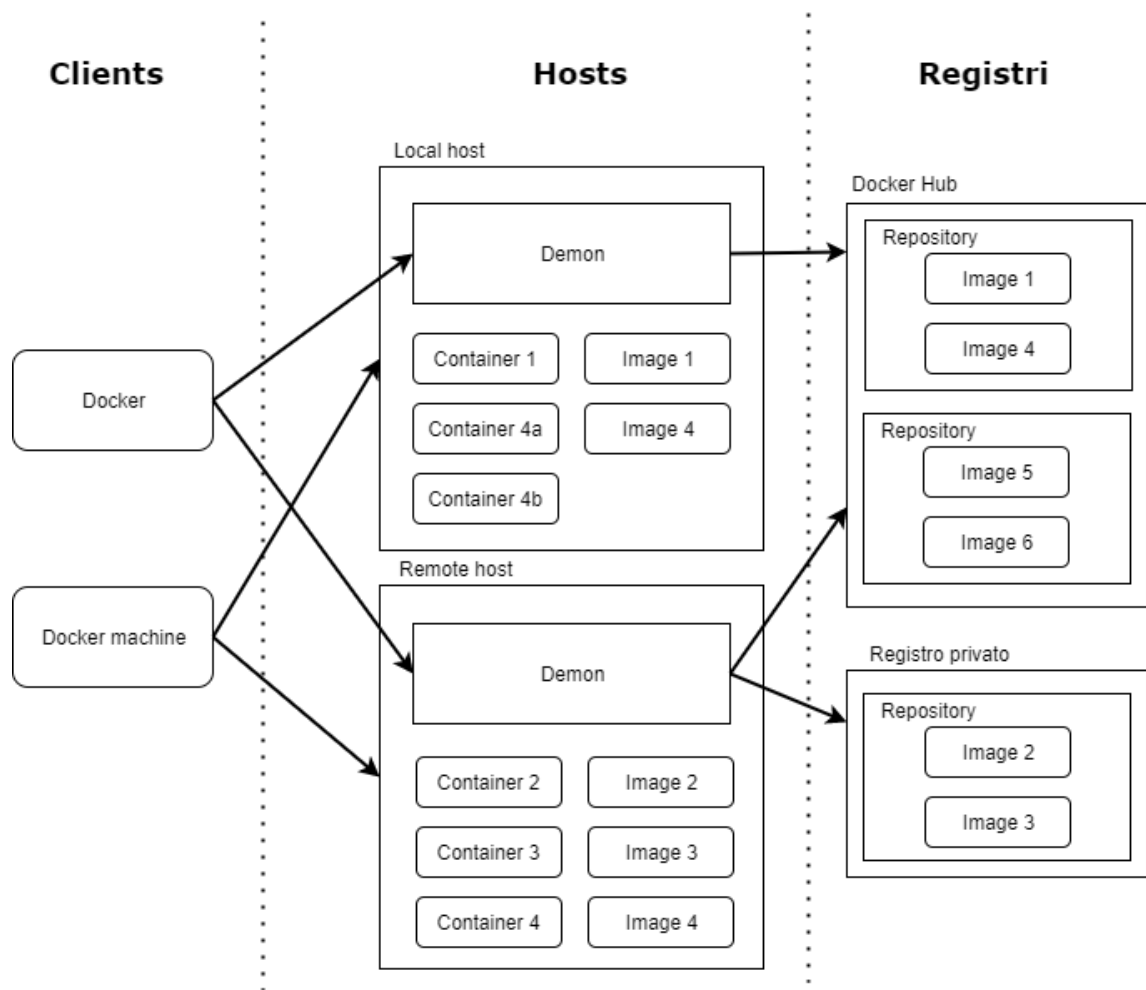 Clients
Hosts
Registri
Local host
Docker Hub
Demon
Repository
Image 1
Image 4
Container 1
Image 1
Docker
Container 4a
Image 4
Container 4b
Repository
Image 5
Image 6
Remote host
Docker machine
Demon
Registro privato
Repository
Image 2
Image 3
Container 2
Image 2
Container 3
Image 3
Container 4
Image 4